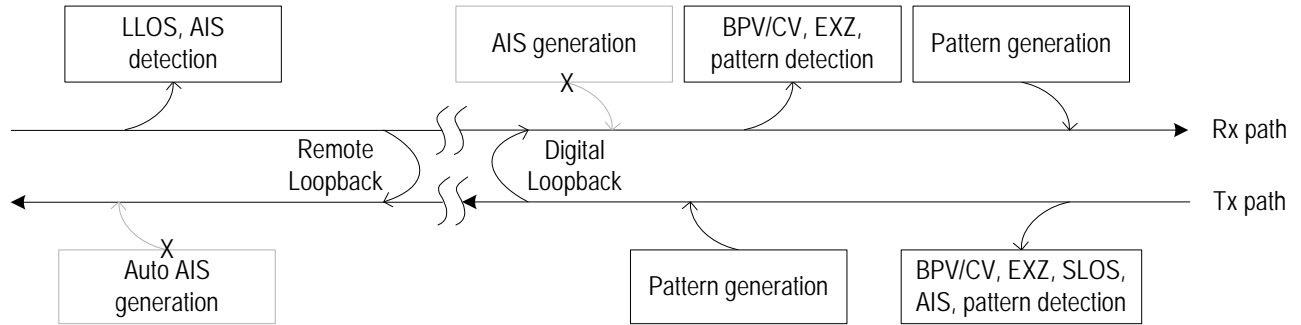 LLOS, AIS
detection
AIS generation
X
BPV/CV, EXZ,
pattern detection
Pattern generation
Rx path
Remote
Loopback
Digital
Loopback
Tx path
X
Auto AIS
generation
Pattern generation
BPV/CV, EXZ, SLOS,
AIS, pattern detection